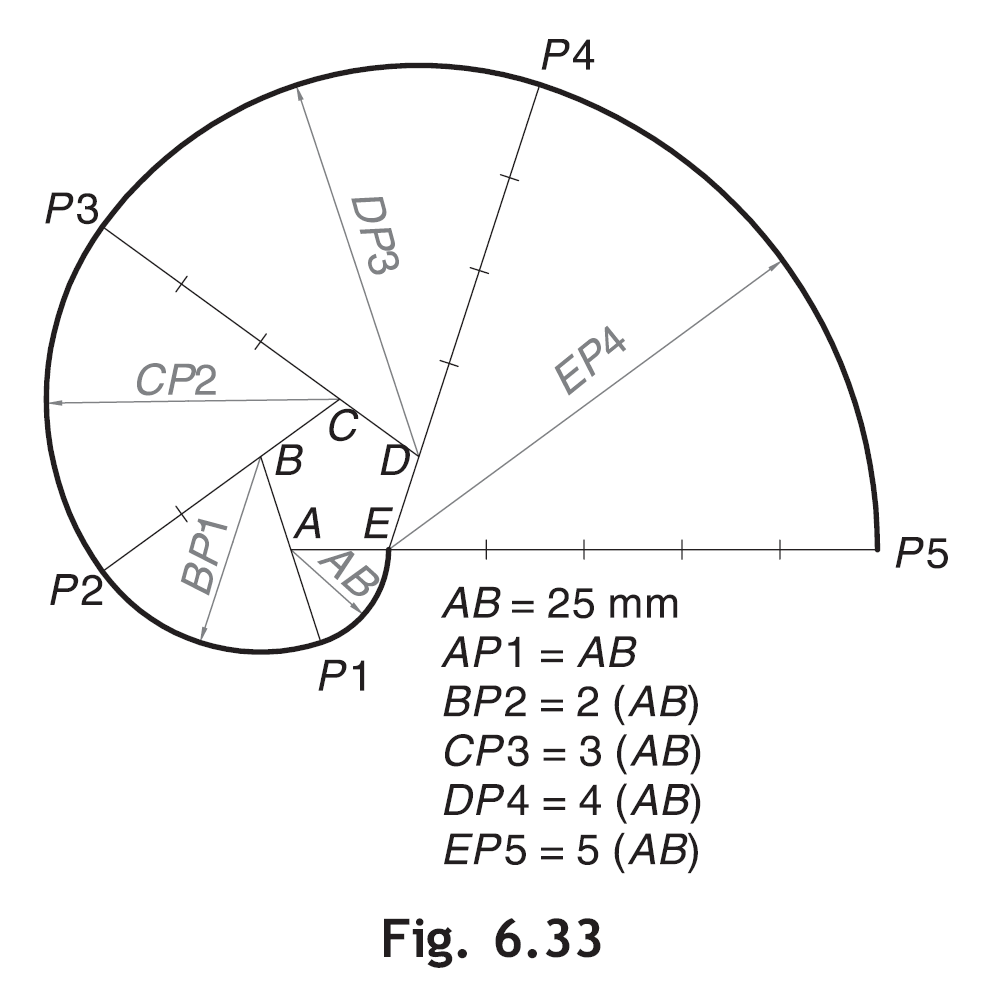 P4
P3
DP3
EP4
CP2
C
B
D
A
E
BP1
AB
P5
P2
P1
AB = 25 mm
AP1 = AB
BP2 = 2 (AB)
CP3 = 3 (AB)
DP4 = 4 (AB)
EP5 = 5 (AB)
Fig. 6.33